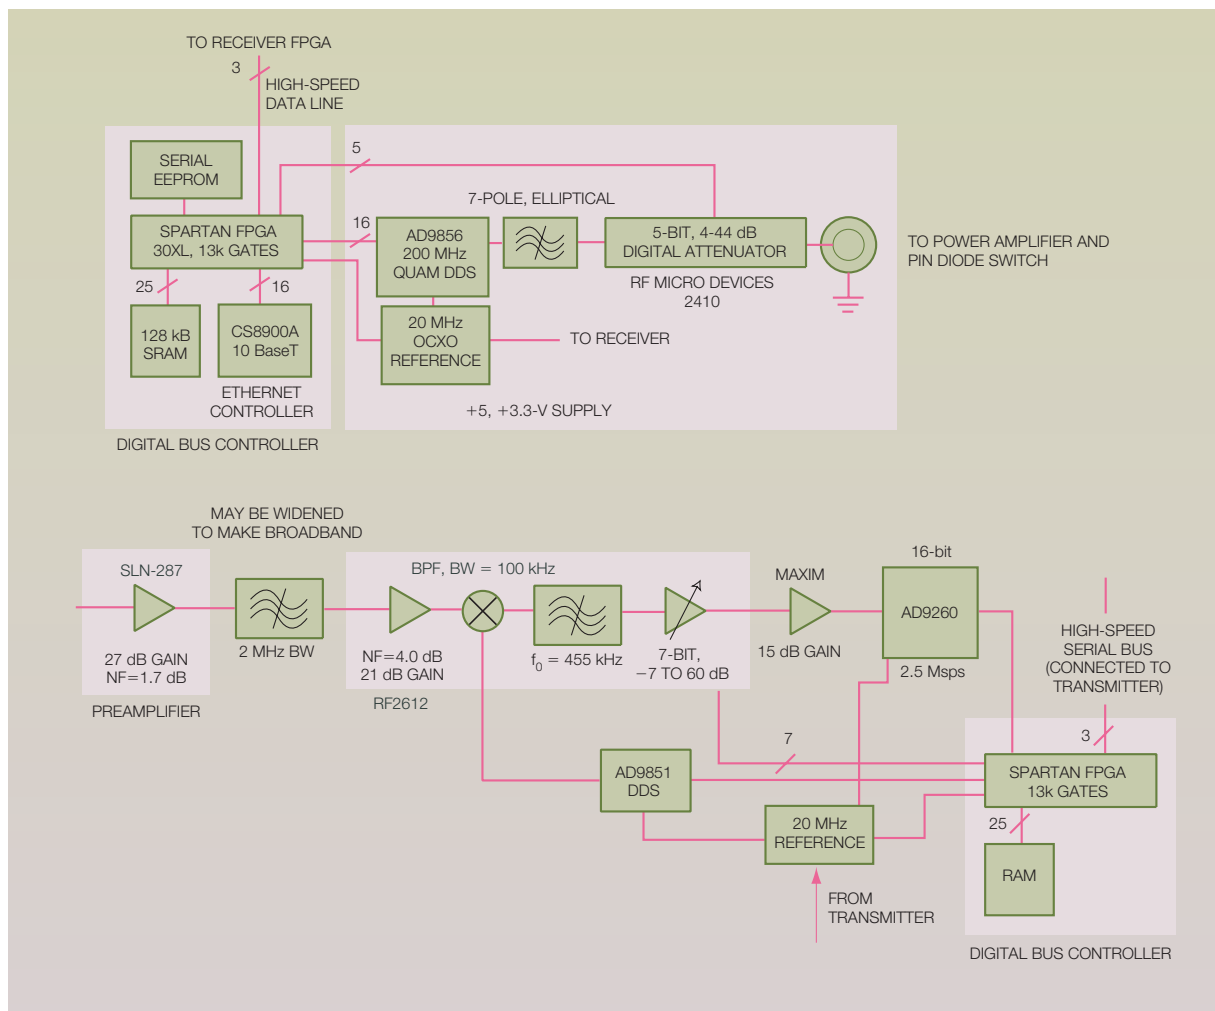 TO RECEIVER FPGA
3
HIGH-SPEED
DATA LINE
SERIAL
EEPROM
5
7-POLE, ELLIPTICAL
SPARTAN FPGA
30XL, 13k GATES
16
AD9856
200 MHz
QUAM DDS
5-BIT, 4-44 dB
DIGITAL ATTENUATOR
TO POWER AMPLIFIER AND
PIN DIODE SWITCH
RF MICRO DEVICES
2410
25
16
128 kB
SRAM
CS8900A
10 BaseT
20 MHz
OCXO
REFERENCE
TO RECEIVER
ETHERNET
CONTROLLER
+5, +3.3-V SUPPLY
DIGITAL BUS CONTROLLER
MAY BE WIDENED
TO MAKE BROADBAND
SLN-287
BPF, BW = 100 kHz
MAXIM
16-bit
AD9260
27 dB GAIN
NF=1.7 dB
2 MHz BW
NF=4.0 dB
21 dB GAIN
f0 = 455 kHz
7-BIT,
−7 TO 60 dB
15 dB GAIN
2.5 Msps
HIGH-SPEED
SERIAL BUS
(CONNECTED TO
TRANSMITTER)
PREAMPLIFIER
RF2612
7
3
AD9851
DDS
SPARTAN FPGA
13k GATES
20 MHz
REFERENCE
25
RAM
FROM
TRANSMITTER
DIGITAL BUS CONTROLLER